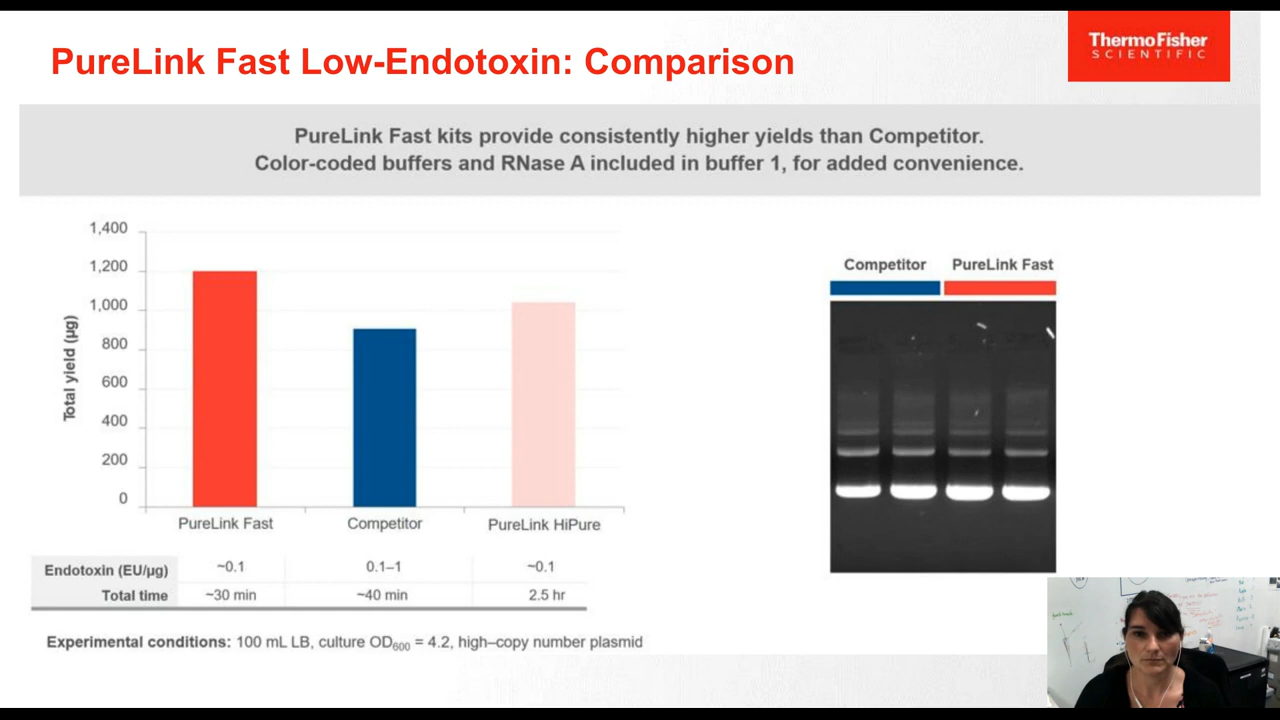 PureLink Fast Low-Endotoxin: Comparison
ThermoFisher
SCIENTIFIC
PureLink Fast kits provide consistently higher yields than Competitor.
Color-coded buffers and RNase A included in buffer 1, for added convenience.
Total yield (µg)
1,400
1,200
1,000
800
600
400
200
0
PureLink Fast
Competitor
PureLink HiPure
Endotoxin (EU/µg) ~0.1 0.1–1 ~0.1
Total time ~30 min ~40 min 2.5 hr
Experimental conditions: 100 mL LB, culture OD600 = 4.2, high–copy number plasmid
Competitor PureLink Fast